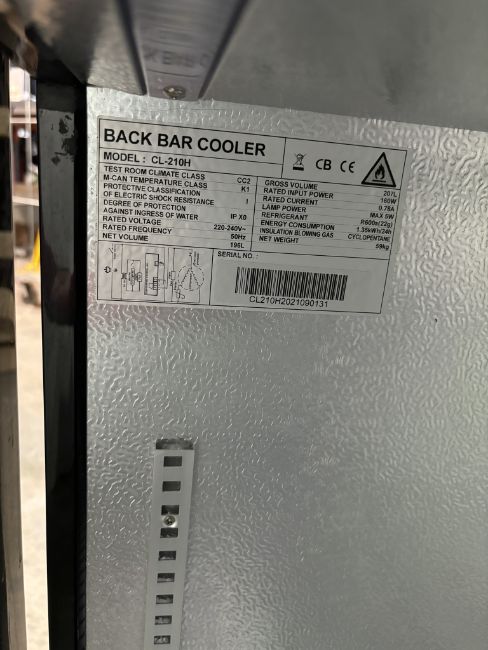 BACK BAR COOLER
MODEL : CL-210H
TEST ROOM CLIMATE CLASS CC2
M-CAN TEMPERATURE CLASS K1
PROTECTIVE CLASSIFICATION
OF ELECTRIC SHOCK RESISTANCE I
DEGREE OF PROTECTION
AGAINST INGRESS OF WATER IP X0
RATED VOLTAGE 220-240V~
RATED FREQUENCY 50Hz
NET VOLUME 195L
CB CE
GROSS VOLUME 207L
RATED INPUT POWER 160W
RATED CURRENT 0.78A
LAMP POWER MAX 5W
REFRIGERANT R600a(22g)
ENERGY CONSUMPTION 1.35kWh/24h
INSULATION BLOWING GAS CYCLOPENTANE
NET WEIGHT 59kg
SERIAL NO. :
CL210H2021090131